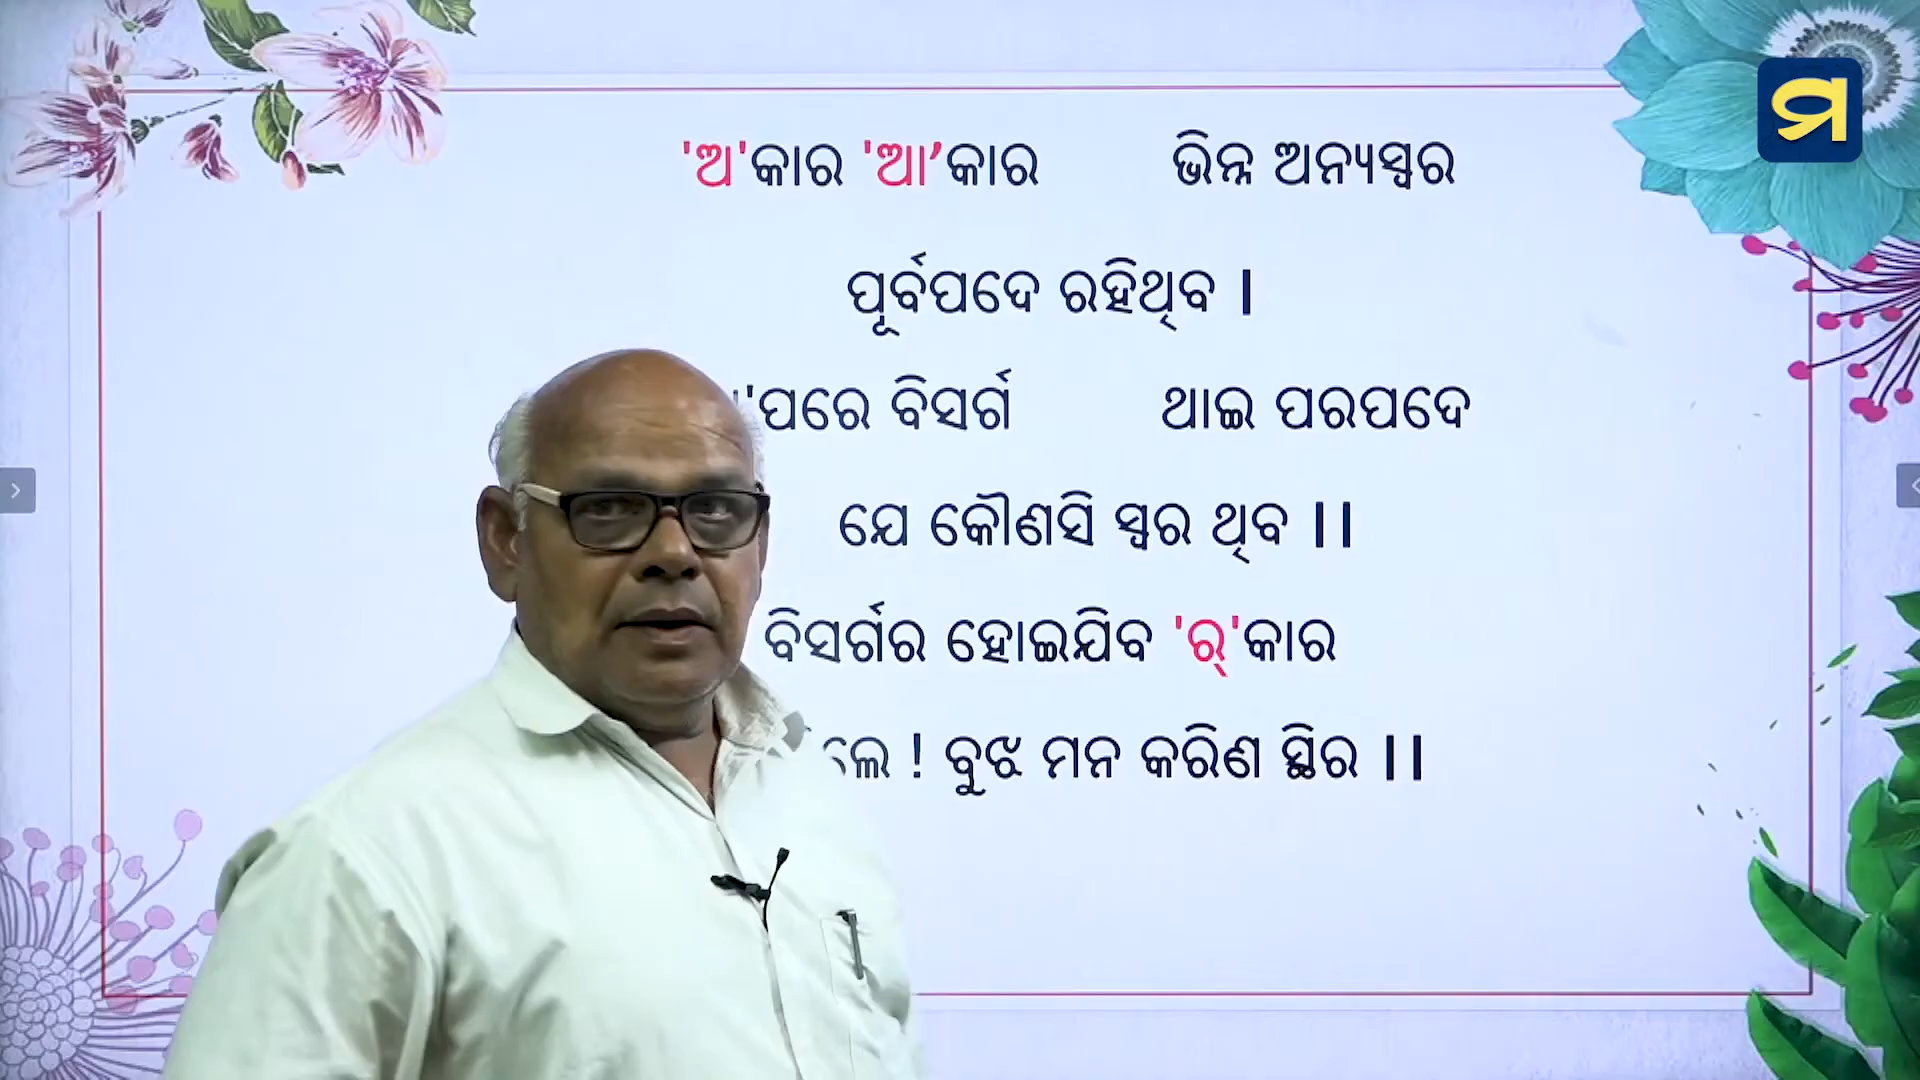 'ଅ'କାର 'ଆ’କାର ଭିନ୍ନ ଅନ୍ୟସ୍ୱର
ପୂର୍ବପଦେ ରହିଥିବ ।
ପରେ ବିସର୍ଗ ଥାଇ ପରପଦେ
ଯେ କୌଣସି ସ୍ୱର ଥିବ ।।
ବିସର୍ଗର ହୋଇଯିବ 'ର୍'କାର
! ବୁଝ ମନ କରିଣ ସ୍ଥିର ।।
ମ